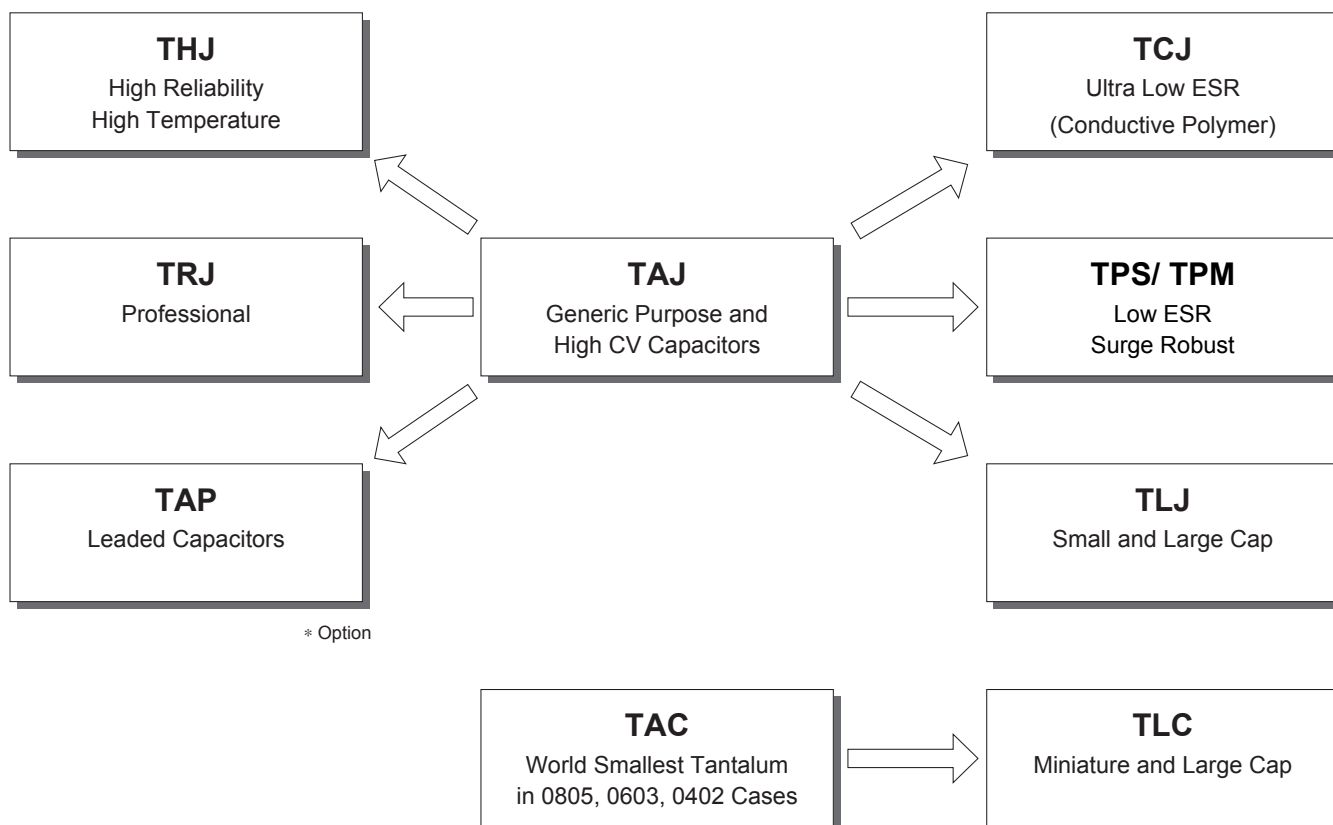 THJ
High Reliability
High Temperature
TCJ
Ultra Low ESR
(Conductive Polymer)
TRJ
Professional
TAJ
Generic Purpose and
High CV Capacitors
TPS/ TPM
Low ESR
Surge Robust
TAP
Leaded Capacitors
TLJ
Small and Large Cap
* Option
TAC
World Smallest Tantalum
in 0805, 0603, 0402 Cases
TLC
Miniature and Large Cap